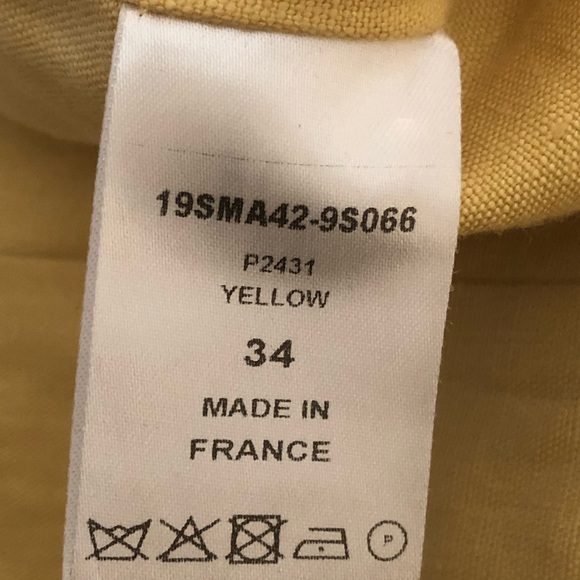 19SMA42-9S066
P2431
YELLOW
34
MADE IN
FRANCE
P